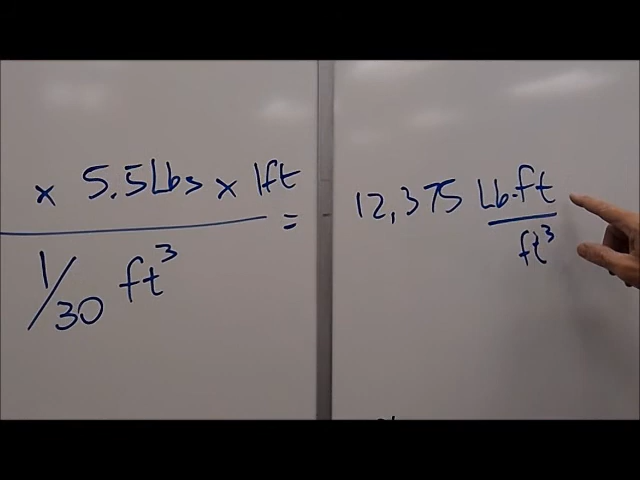 x 5.5Lbs x 1ft
1/30 ft³
=
12,375 Lb.ft
ft³